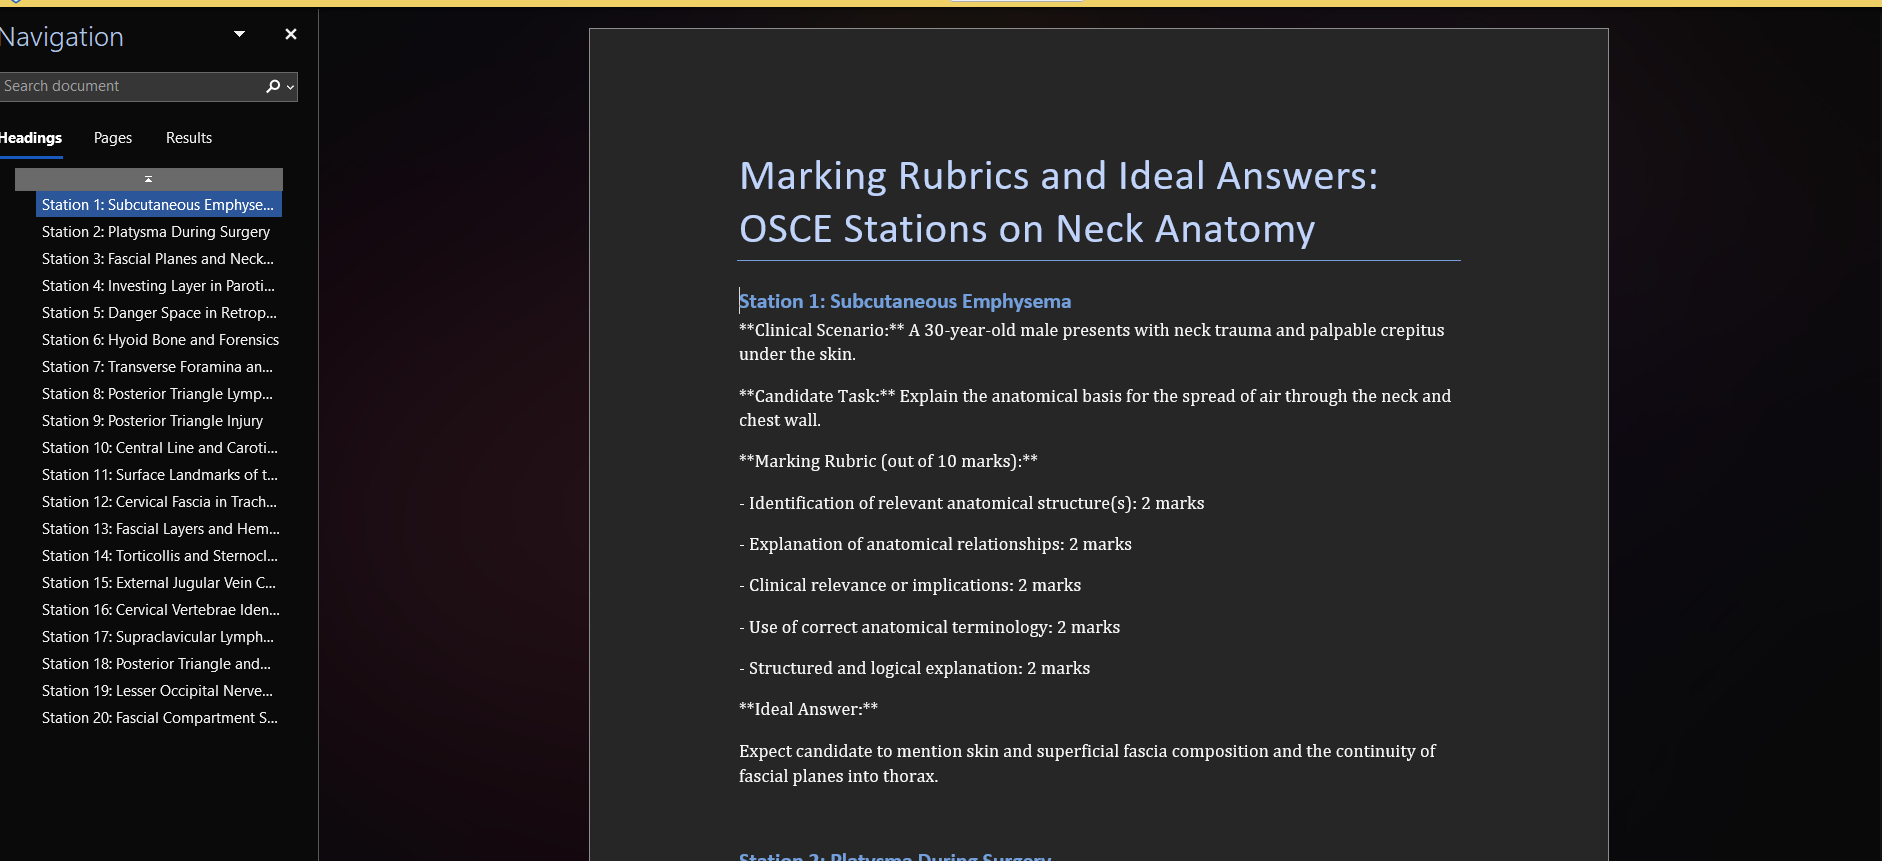 Navigation
Search document
Headings Pages Results
Station 1: Subcutaneous Emphyse...
Station 2: Platysma During Surgery
Station 3: Fascial Planes and Neck...
Station 4: Investing Layer in Paroti...
Station 5: Danger Space in Retrop...
Station 6: Hyoid Bone and Forensics
Station 7: Transverse Foramina an...
Station 8: Posterior Triangle Lymp...
Station 9: Posterior Triangle Injury
Station 10: Central Line and Caroti...
Station 11: Surface Landmarks of t...
Station 12: Cervical Fascia in Trach...
Station 13: Fascial Layers and Hem...
Station 14: Torticollis and Sternocl...
Station 15: External Jugular Vein C...
Station 16: Cervical Vertebrae Iden...
Station 17: Supraclavicular Lymph...
Station 18: Posterior Triangle and...
Station 19: Lesser Occipital Nerve...
Station 20: Fascial Compartment S...
Marking Rubrics and Ideal Answers:
OSCE Stations on Neck Anatomy
Station 1: Subcutaneous Emphysema
**Clinical Scenario:** A 30-year-old male presents with neck trauma and palpable crepitus
under the skin.
**Candidate Task:** Explain the anatomical basis for the spread of air through the neck and
chest wall.
**Marking Rubric (out of 10 marks):**
- Identification of relevant anatomical structure(s): 2 marks
- Explanation of anatomical relationships: 2 marks
- Clinical relevance or implications: 2 marks
- Use of correct anatomical terminology: 2 marks
- Structured and logical explanation: 2 marks
**Ideal Answer:**
Expect candidate to mention skin and superficial fascia composition and the continuity of
fascial planes into thorax.
Station 2: Platysma During Surgery